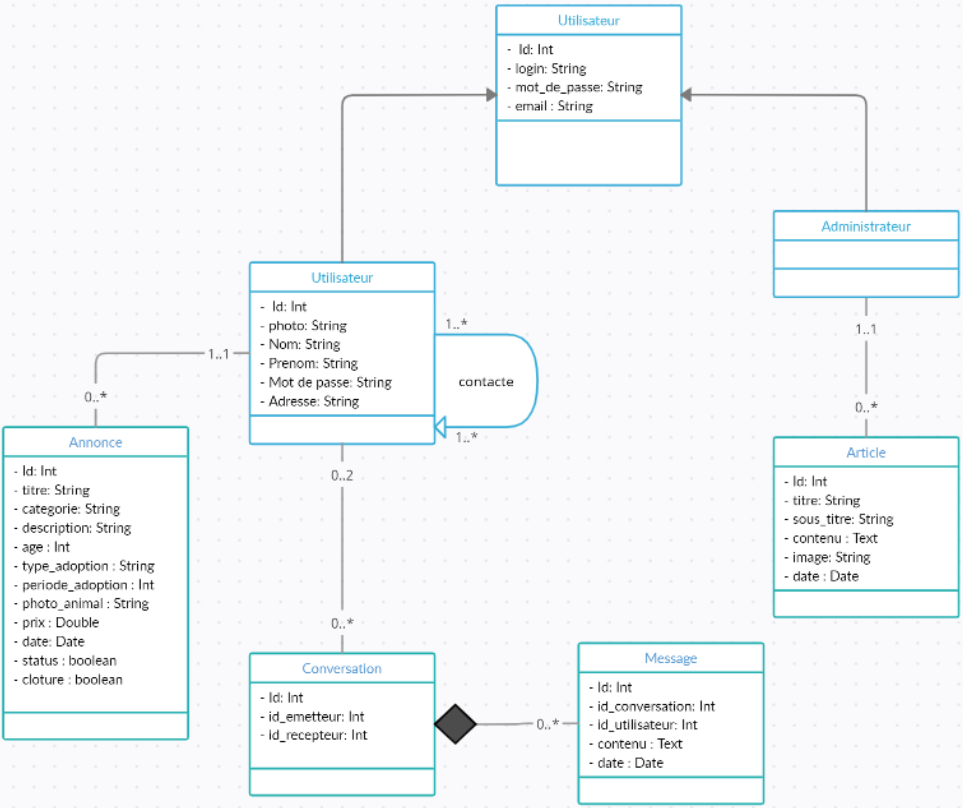 Utilisateur
- Id: Int
- login: String
- mot_de_passe: String
- email : String
Administrateur
1..1
0..*
Utilisateur
- Id: Int
- photo: String
- Nom: String
- Prenom: String
- Mot de passe: String
- Adresse: String
1..*
contacte
1..*
1..1
0..*
0..2
0..*
Annonce
- Id: Int
- titre: String
- categorie: String
- description: String
- age : Int
- type_adoption : String
- periode_adoption : Int
- photo_animal : String
- prix : Double
- date: Date
- status : boolean
- cloture : boolean
Article
- Id: Int
- titre: String
- sous_titre: String
- contenu : Text
- image: String
- date : Date
Conversation
- Id: Int
- id_emetteur: Int
- id_recepteur: Int
0..*
Message
- Id: Int
- id_conversation: Int
- id_utilisateur: Int
- contenu : Text
- date : Date